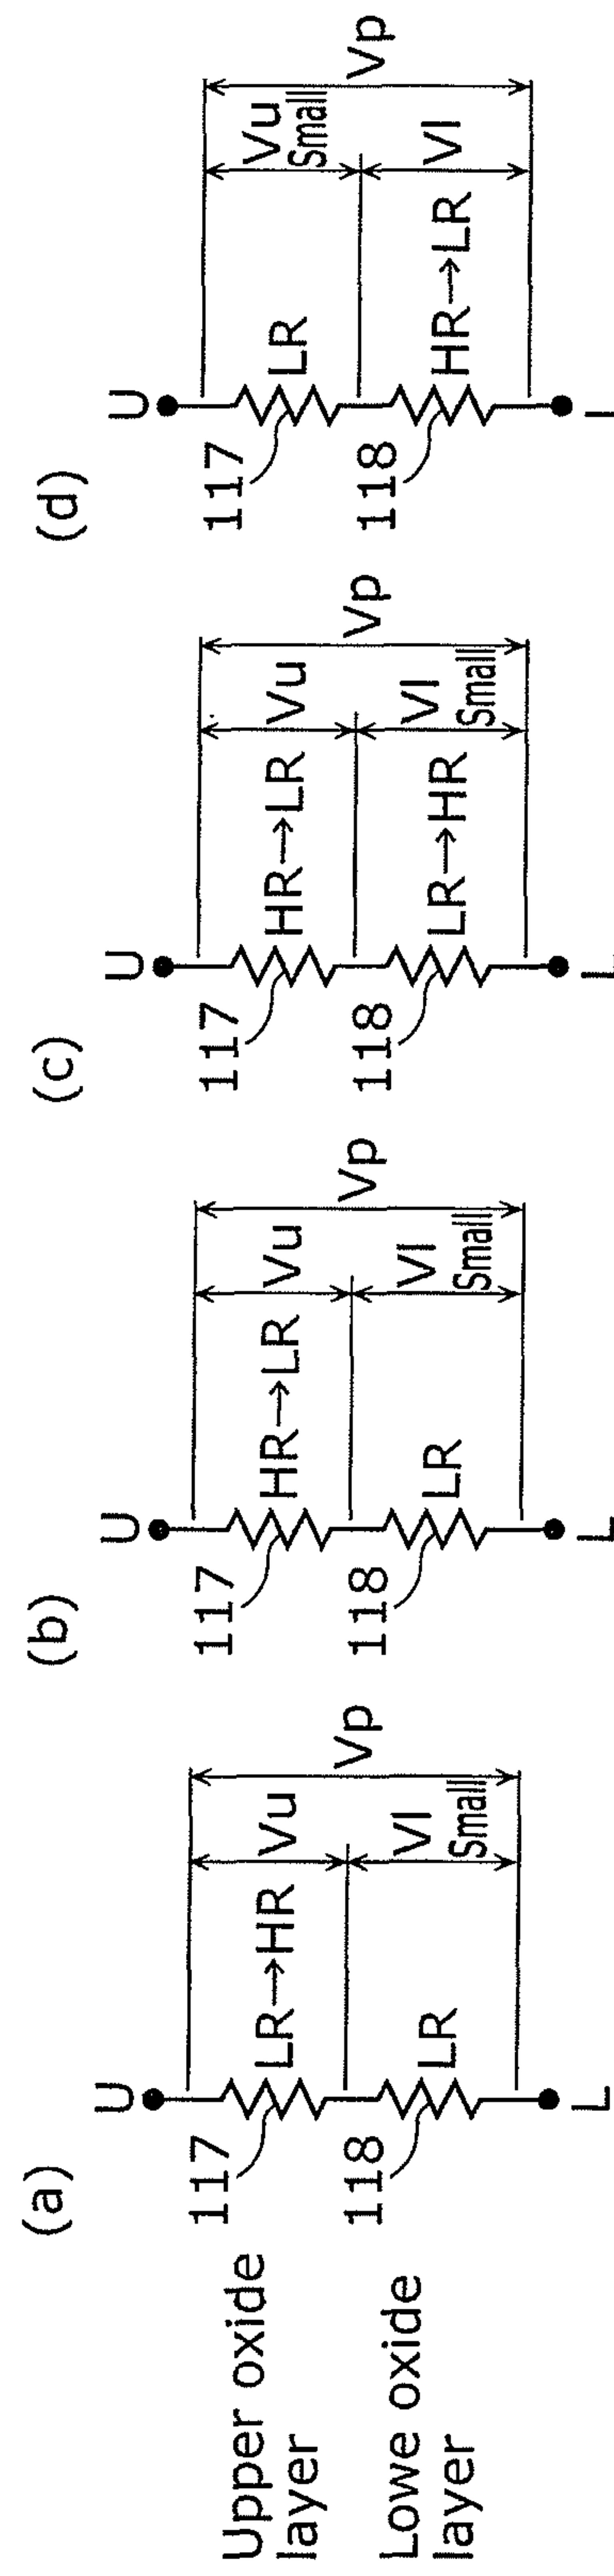 (a)
U
117
LR→HR
Vu
Vp
118
LR
Vl
Small
L
Upper oxide
layer
Lowe oxide
layer
(b)
U
117
HR→LR
Vu
Vp
118
LR
Vl
Small
L
(c)
U
117
HR→LR
Vu
Vp
118
LR→HR
Vl
Small
L
(d)
U
117
LR
Vu
Small
Vp
118
HR→LR
Vl